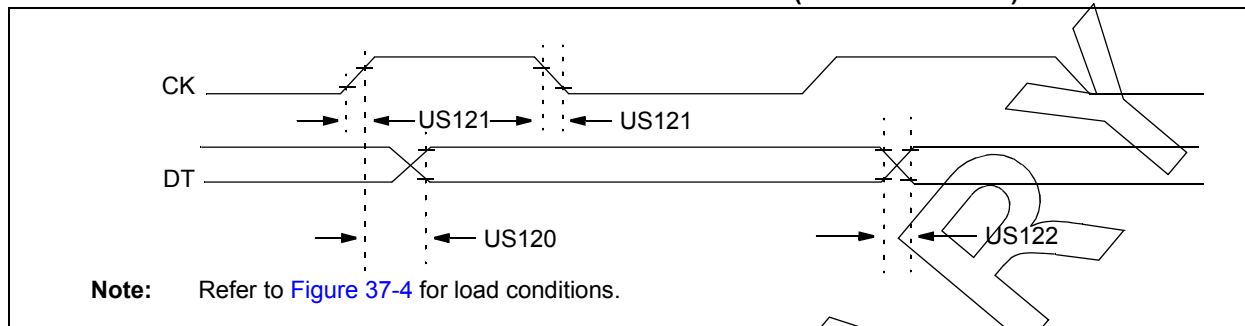 CK
US121
US121
DT
US120
US122
Note: Refer to Figure 37-4 for load conditions.